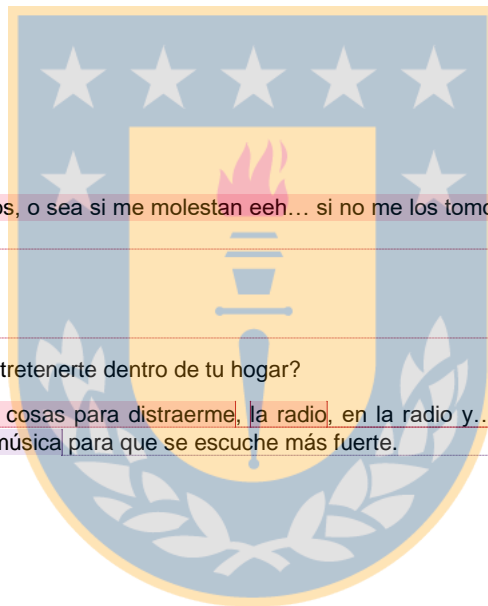 os, o sea si me molestan eeh… si no me los tomo
tretenerte dentro de tu hogar?
cosas para distraerme, la radio, en la radio y…
música para que se escuche más fuerte.